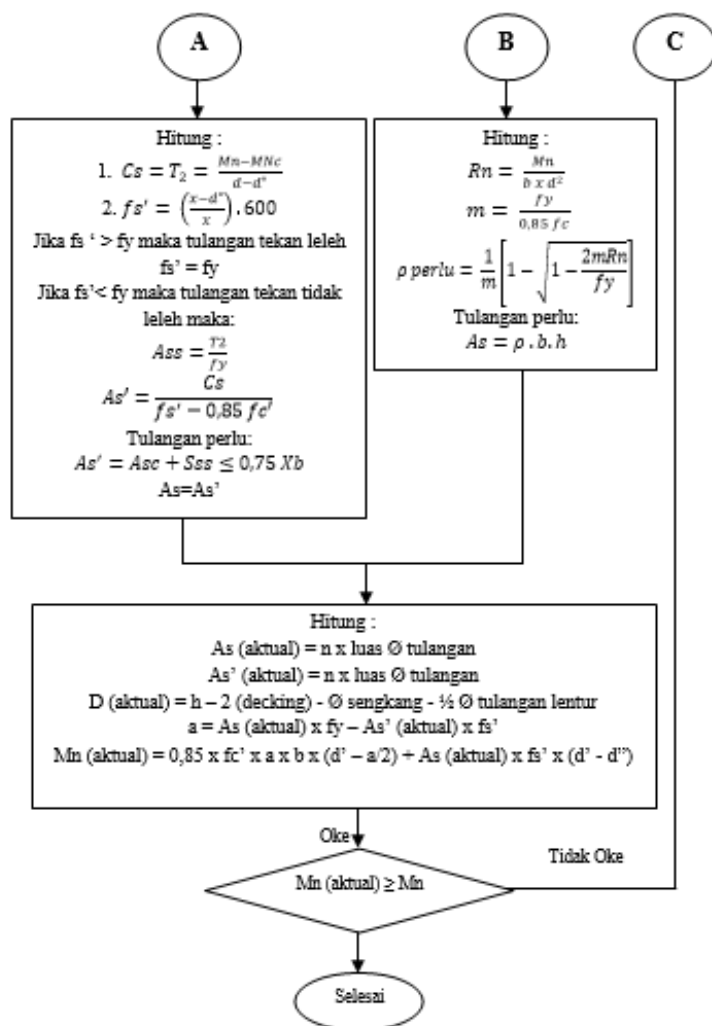 A
B
C
Hitung :
1. Cs = T₂ = (Mn−MNc)/(d−d")
2. fs' = ((x−d")/x) . 600
Jika fs ‘ > fy maka tulangan tekan leleh
fs’ = fy
Jika fs’< fy maka tulangan tekan tidak
leleh maka:
Ass = T2/fy
As' = Cs/(fs' − 0,85 fc')
Tulangan perlu:
As' = Asc + Sss ≤ 0,75 Xb
As=As’
Hitung :
Rn = Mn/(b x d²)
m = fy/(0,85 fc)
ρ perlu = 1/m [1 − √(1 − 2mRn/fy)]
Tulangan perlu:
As = ρ . b . h
Hitung :
As (aktual) = n x luas Ø tulangan
As’ (aktual) = n x luas Ø tulangan
D (aktual) = h – 2 (decking) - Ø sengkang - ½ Ø tulangan lentur
a = As (aktual) x fy – As’ (aktual) x fs’
Mn (aktual) = 0,85 x fc’ x a x b x (d’ – a/2) + As (aktual) x fs’ x (d’ - d”)
Oke
Tidak Oke
Mn (aktual) ≥ Mn
Selesai